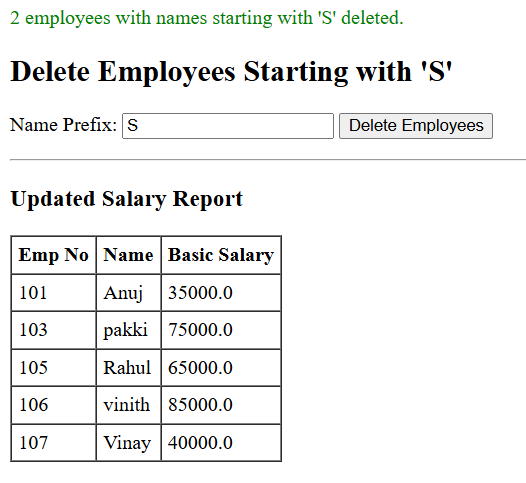 2 employees with names starting with 'S' deleted.
Delete Employees Starting with 'S'
Name Prefix: S Delete Employees
Updated Salary Report
Emp No Name Basic Salary
101 Anuj 35000.0
103 pakki 75000.0
105 Rahul 65000.0
106 vinith 85000.0
107 Vinay 40000.0